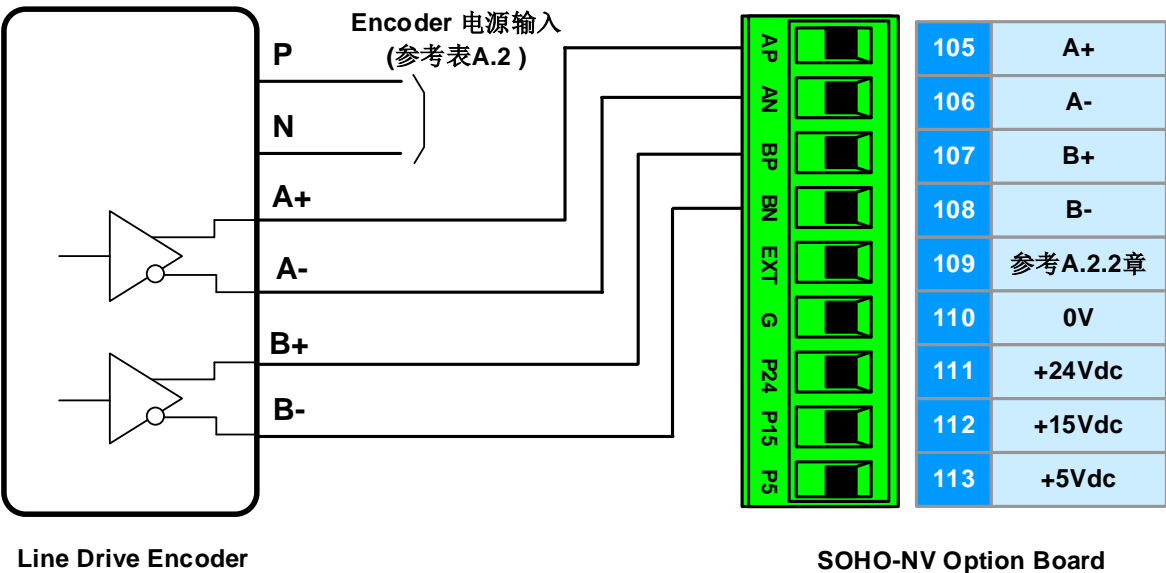 Encoder 电源输入
(参考表A.2 )
P
N
A+
A-
B+
B-
AP 105 A+
AN 106 A-
BP 107 B+
BN 108 B-
EXT 109 参考A.2.2章
G 110 0V
P24 111 +24Vdc
P15 112 +15Vdc
P5 113 +5Vdc
Line Drive Encoder
SOHO-NV Option Board